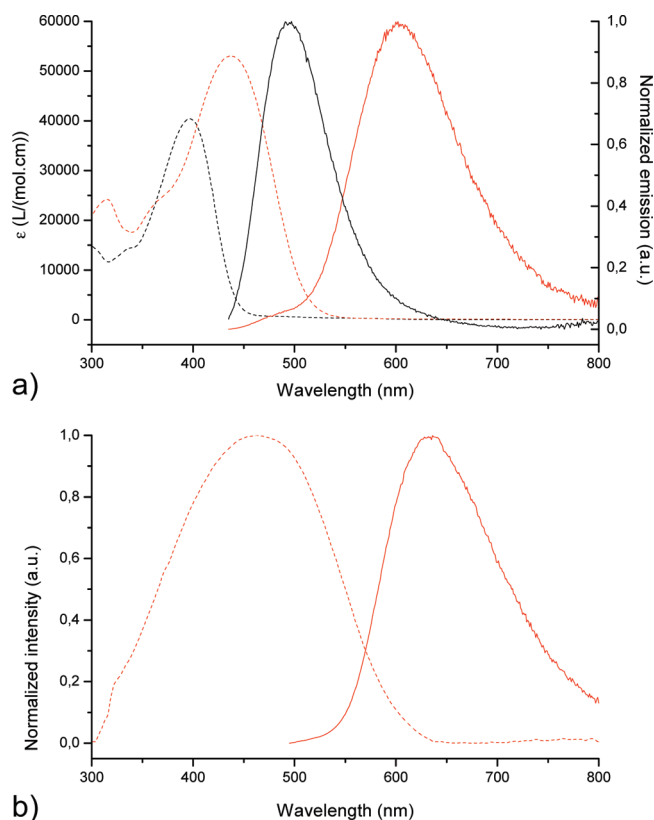 60000
50000
40000
30000
20000
10000
0
ε (L/(mol.cm))
1,0
0,8
0,6
0,4
0,2
0,0
Normalized emission (a.u.)
300 400 500 600 700 800
Wavelength (nm)
a)
1,0
0,8
0,6
0,4
0,2
0,0
Normalized intensity (a.u.)
300 400 500 600 700 800
Wavelength (nm)
b)